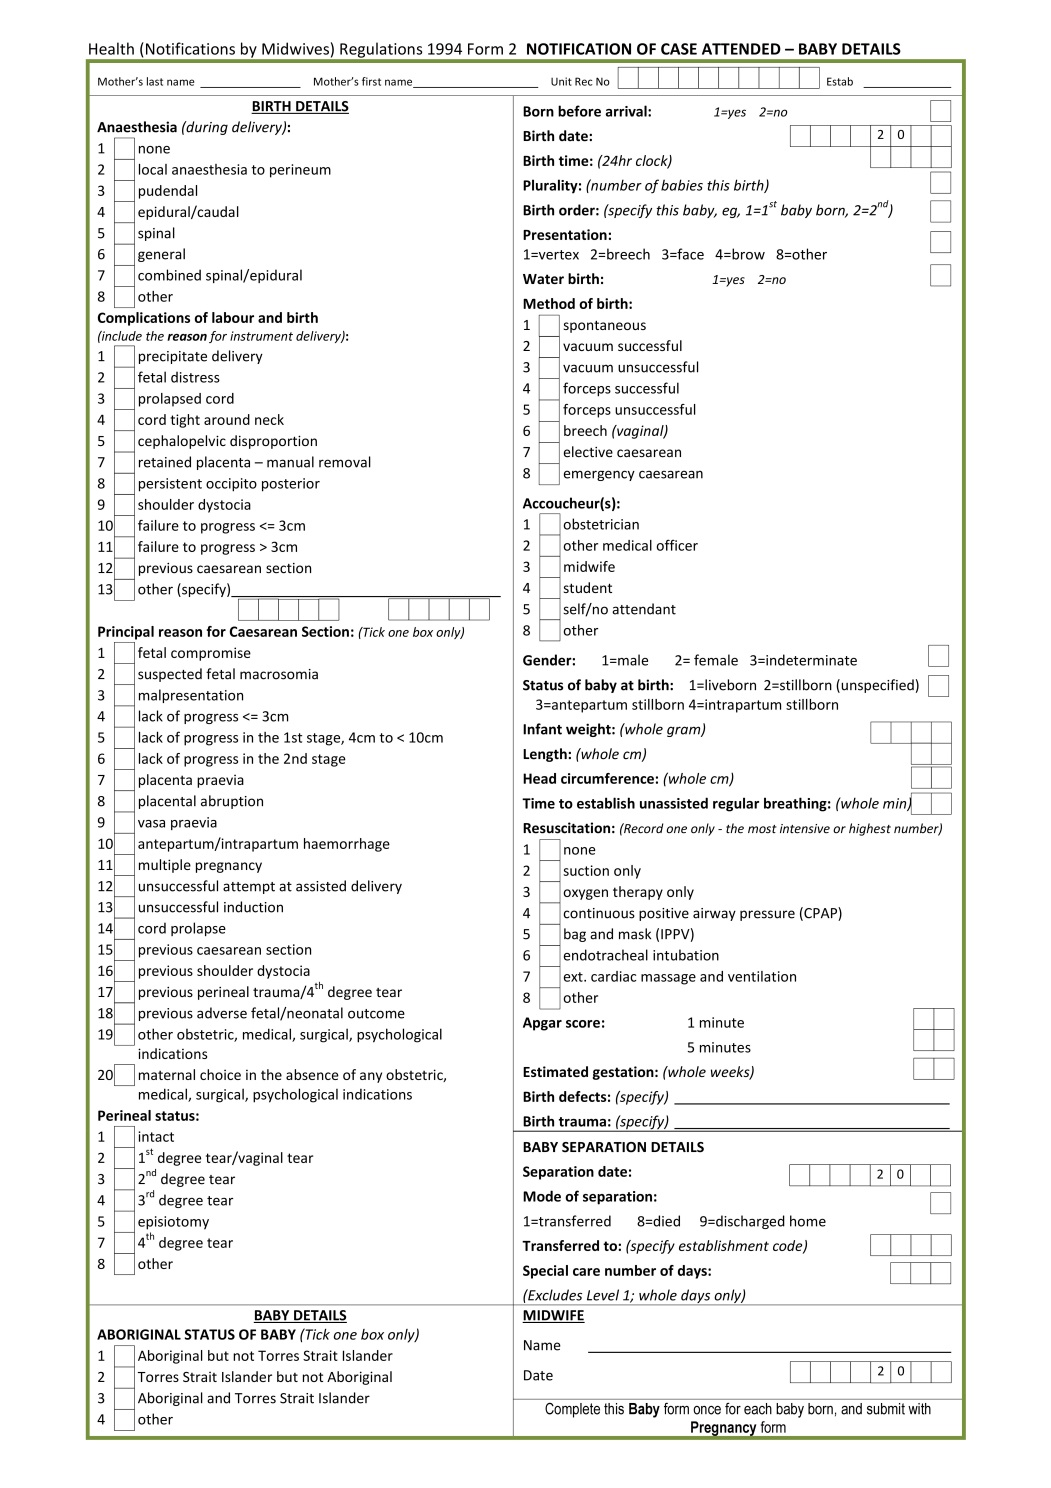 Health (Notifications by Midwives) Regulations 1994 Form 2 NOTIFICATION OF CASE ATTENDED – BABY DETAILS
Mother's last name Mother's first name Unit Rec No Estab
BIRTH DETAILS
Anaesthesia (during delivery):
1 none
2 local anaesthesia to perineum
3 pudendal
4 epidural/caudal
5 spinal
6 general
7 combined spinal/epidural
8 other
Complications of labour and birth
(include the reason for instrument delivery):
1 precipitate delivery
2 fetal distress
3 prolapsed cord
4 cord tight around neck
5 cephalopelvic disproportion
7 retained placenta – manual removal
8 persistent occipito posterior
9 shoulder dystocia
10 failure to progress <= 3cm
11 failure to progress > 3cm
12 previous caesarean section
13 other (specify)
Principal reason for Caesarean Section: (Tick one box only)
1 fetal compromise
2 suspected fetal macrosomia
3 malpresentation
4 lack of progress <= 3cm
5 lack of progress in the 1st stage, 4cm to < 10cm
6 lack of progress in the 2nd stage
7 placenta praevia
8 placental abruption
9 vasa praevia
10 antepartum/intrapartum haemorrhage
11 multiple pregnancy
12 unsuccessful attempt at assisted delivery
13 unsuccessful induction
14 cord prolapse
15 previous caesarean section
16 previous shoulder dystocia
17 previous perineal trauma/4th degree tear
18 previous adverse fetal/neonatal outcome
19 other obstetric, medical, surgical, psychological
indications
20 maternal choice in the absence of any obstetric,
medical, surgical, psychological indications
Perineal status:
1 intact
2 1st degree tear/vaginal tear
3 2nd degree tear
4 3rd degree tear
5 episiotomy
7 4th degree tear
8 other
BABY DETAILS
ABORIGINAL STATUS OF BABY (Tick one box only)
1 Aboriginal but not Torres Strait Islander
2 Torres Strait Islander but not Aboriginal
3 Aboriginal and Torres Strait Islander
4 other
Born before arrival: 1=yes 2=no
Birth date: 2 0
Birth time: (24hr clock)
Plurality: (number of babies this birth)
Birth order: (specify this baby, eg, 1=1st baby born, 2=2nd)
Presentation:
1=vertex 2=breech 3=face 4=brow 8=other
Water birth: 1=yes 2=no
Method of birth:
1 spontaneous
2 vacuum successful
3 vacuum unsuccessful
4 forceps successful
5 forceps unsuccessful
6 breech (vaginal)
7 elective caesarean
8 emergency caesarean
Accoucheur(s):
1 obstetrician
2 other medical officer
3 midwife
4 student
5 self/no attendant
8 other
Gender: 1=male 2= female 3=indeterminate
Status of baby at birth: 1=liveborn 2=stillborn (unspecified)
3=antepartum stillborn 4=intrapartum stillborn
Infant weight: (whole gram)
Length: (whole cm)
Head circumference: (whole cm)
Time to establish unassisted regular breathing: (whole min)
Resuscitation: (Record one only - the most intensive or highest number)
1 none
2 suction only
3 oxygen therapy only
4 continuous positive airway pressure (CPAP)
5 bag and mask (IPPV)
6 endotracheal intubation
7 ext. cardiac massage and ventilation
8 other
Apgar score: 1 minute
5 minutes
Estimated gestation: (whole weeks)
Birth defects: (specify)
Birth trauma: (specify)
BABY SEPARATION DETAILS
Separation date: 2 0
Mode of separation:
1=transferred 8=died 9=discharged home
Transferred to: (specify establishment code)
Special care number of days:
(Excludes Level 1; whole days only)
MIDWIFE
Name
Date 2 0
Complete this Baby form once for each baby born, and submit with
Pregnancy form